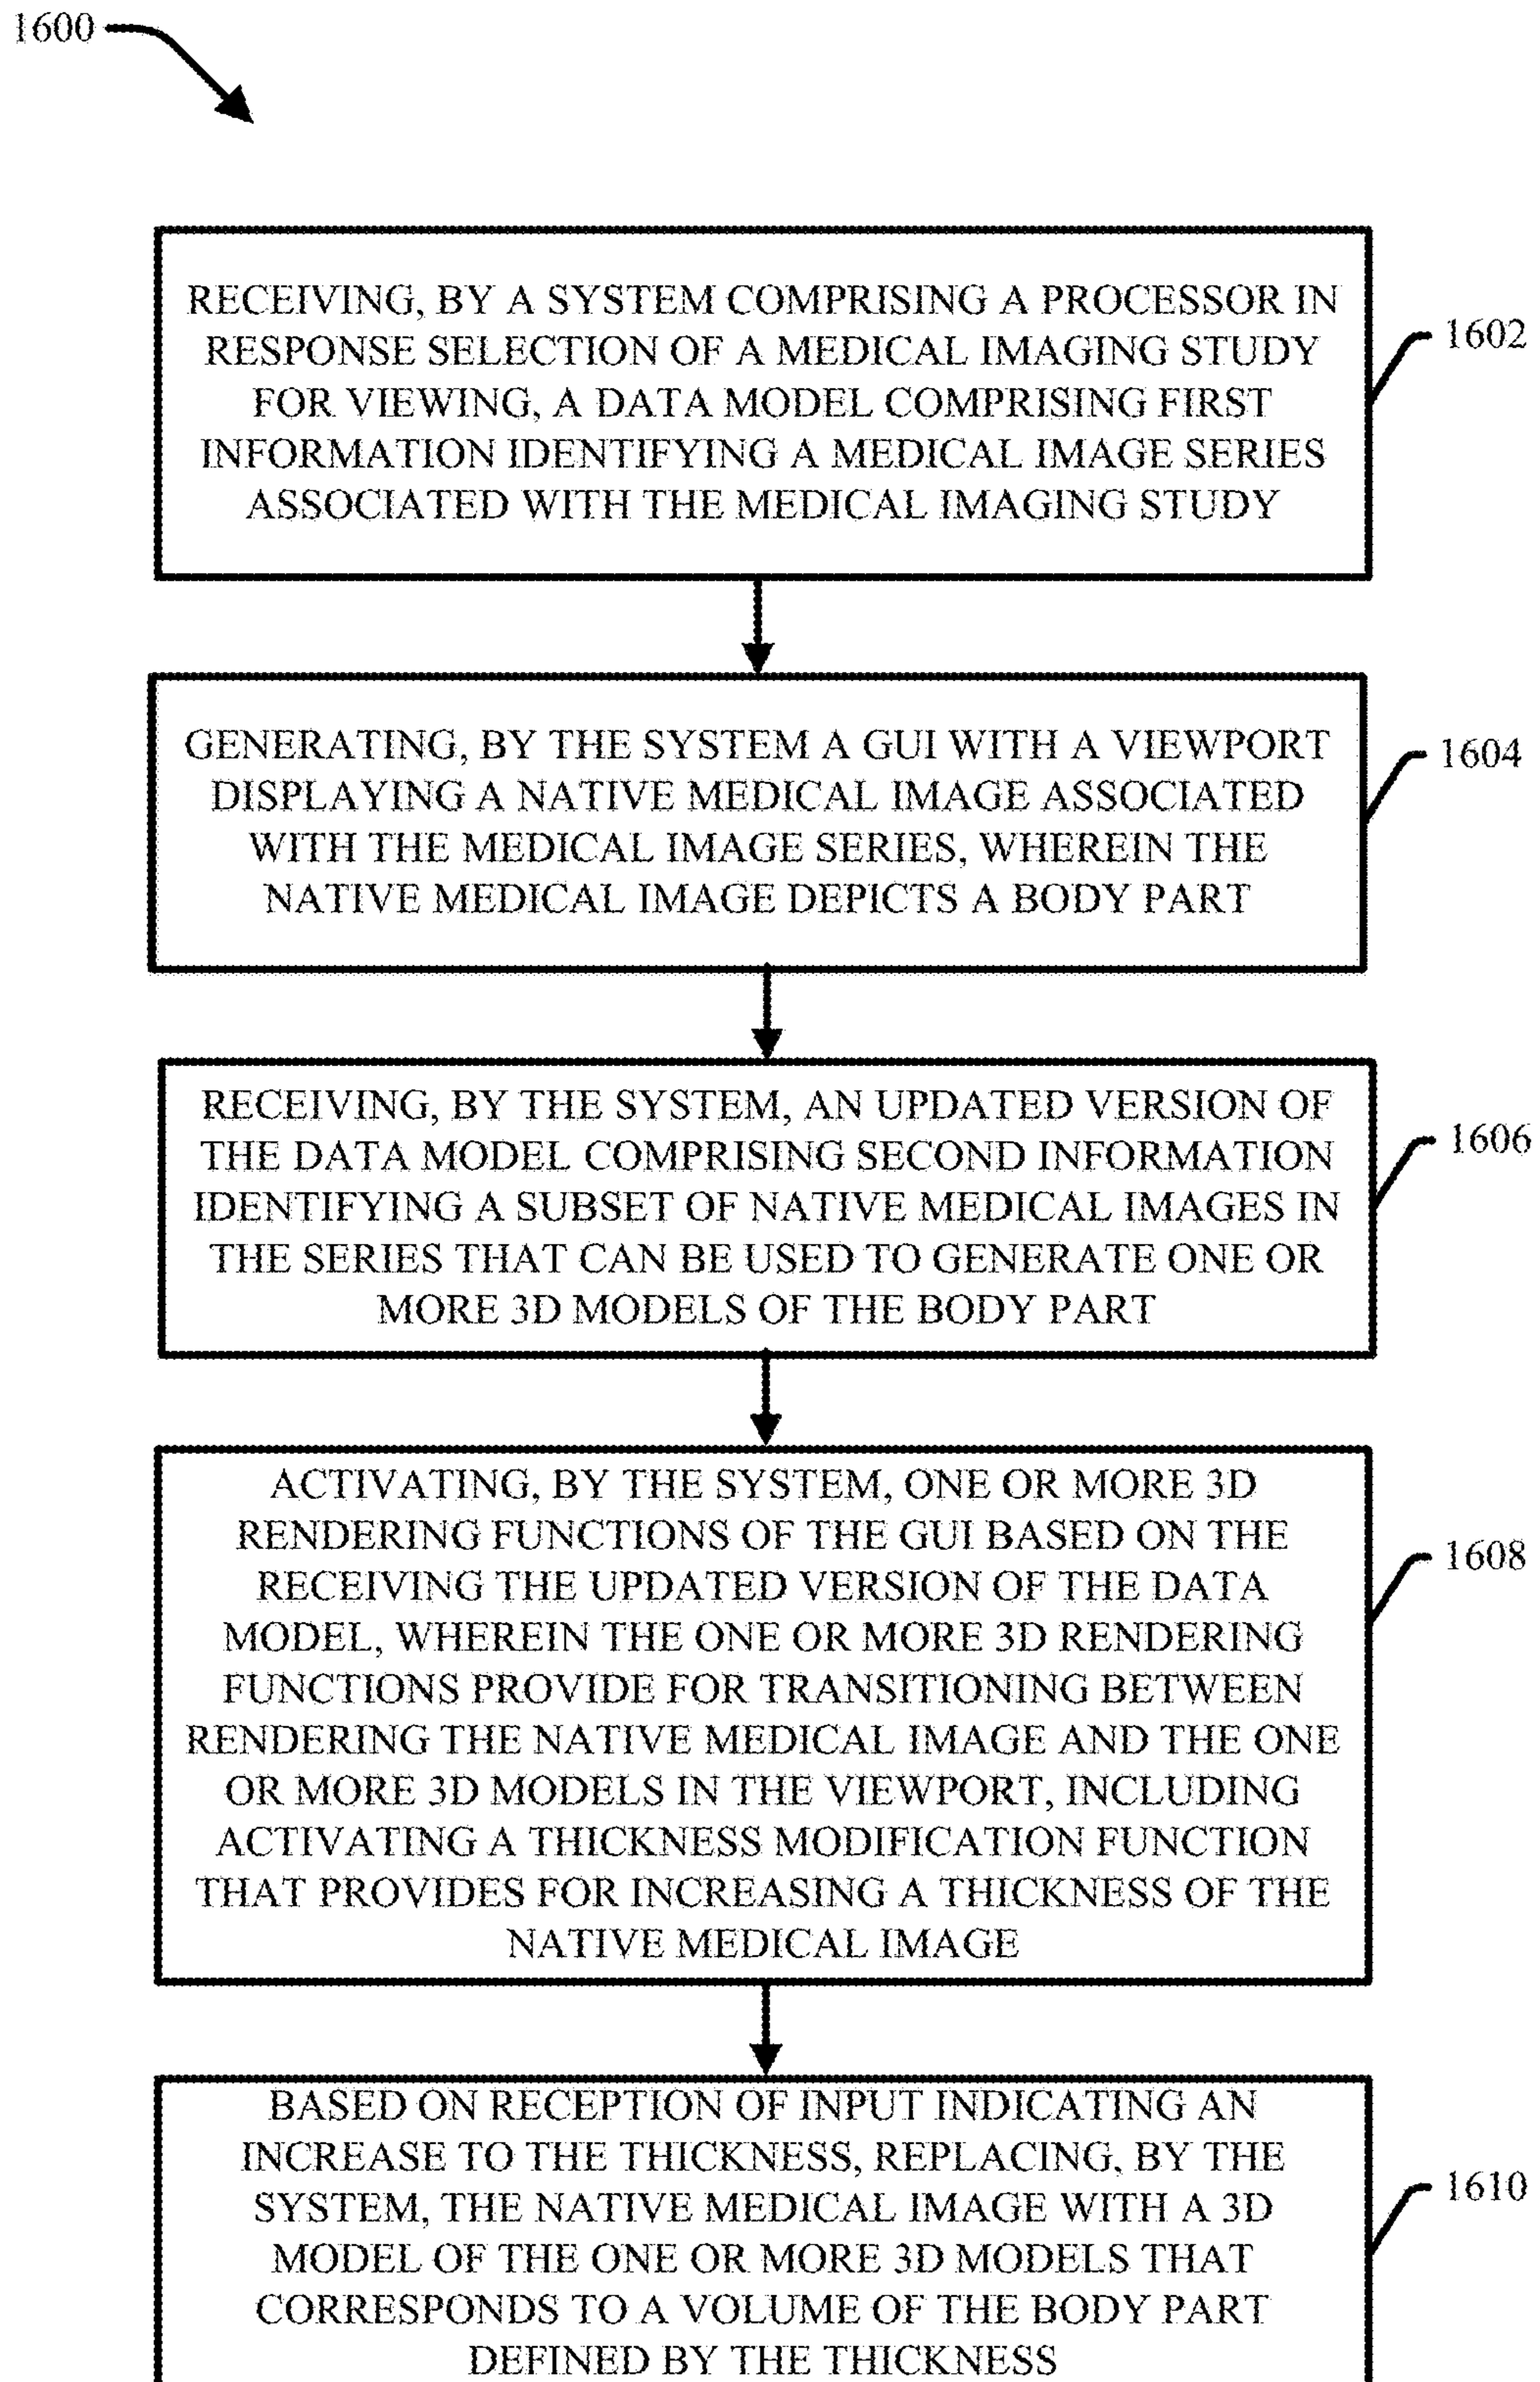 1600
RECEIVING, BY A SYSTEM COMPRISING A PROCESSOR IN
RESPONSE SELECTION OF A MEDICAL IMAGING STUDY
FOR VIEWING, A DATA MODEL COMPRISING FIRST
INFORMATION IDENTIFYING A MEDICAL IMAGE SERIES
ASSOCIATED WITH THE MEDICAL IMAGING STUDY
1602
GENERATING, BY THE SYSTEM A GUI WITH A VIEWPORT
DISPLAYING A NATIVE MEDICAL IMAGE ASSOCIATED
WITH THE MEDICAL IMAGE SERIES, WHEREIN THE
NATIVE MEDICAL IMAGE DEPICTS A BODY PART
1604
RECEIVING, BY THE SYSTEM, AN UPDATED VERSION OF
THE DATA MODEL COMPRISING SECOND INFORMATION
IDENTIFYING A SUBSET OF NATIVE MEDICAL IMAGES IN
THE SERIES THAT CAN BE USED TO GENERATE ONE OR
MORE 3D MODELS OF THE BODY PART
1606
ACTIVATING, BY THE SYSTEM, ONE OR MORE 3D
RENDERING FUNCTIONS OF THE GUI BASED ON THE
RECEIVING THE UPDATED VERSION OF THE DATA
MODEL, WHEREIN THE ONE OR MORE 3D RENDERING
FUNCTIONS PROVIDE FOR TRANSITIONING BETWEEN
RENDERING THE NATIVE MEDICAL IMAGE AND THE ONE
OR MORE 3D MODELS IN THE VIEWPORT, INCLUDING
ACTIVATING A THICKNESS MODIFICATION FUNCTION
THAT PROVIDES FOR INCREASING A THICKNESS OF THE
NATIVE MEDICAL IMAGE
1608
BASED ON RECEPTION OF INPUT INDICATING AN
INCREASE TO THE THICKNESS, REPLACING, BY THE
SYSTEM, THE NATIVE MEDICAL IMAGE WITH A 3D
MODEL OF THE ONE OR MORE 3D MODELS THAT
CORRESPONDS TO A VOLUME OF THE BODY PART
DEFINED BY THE THICKNESS
1610